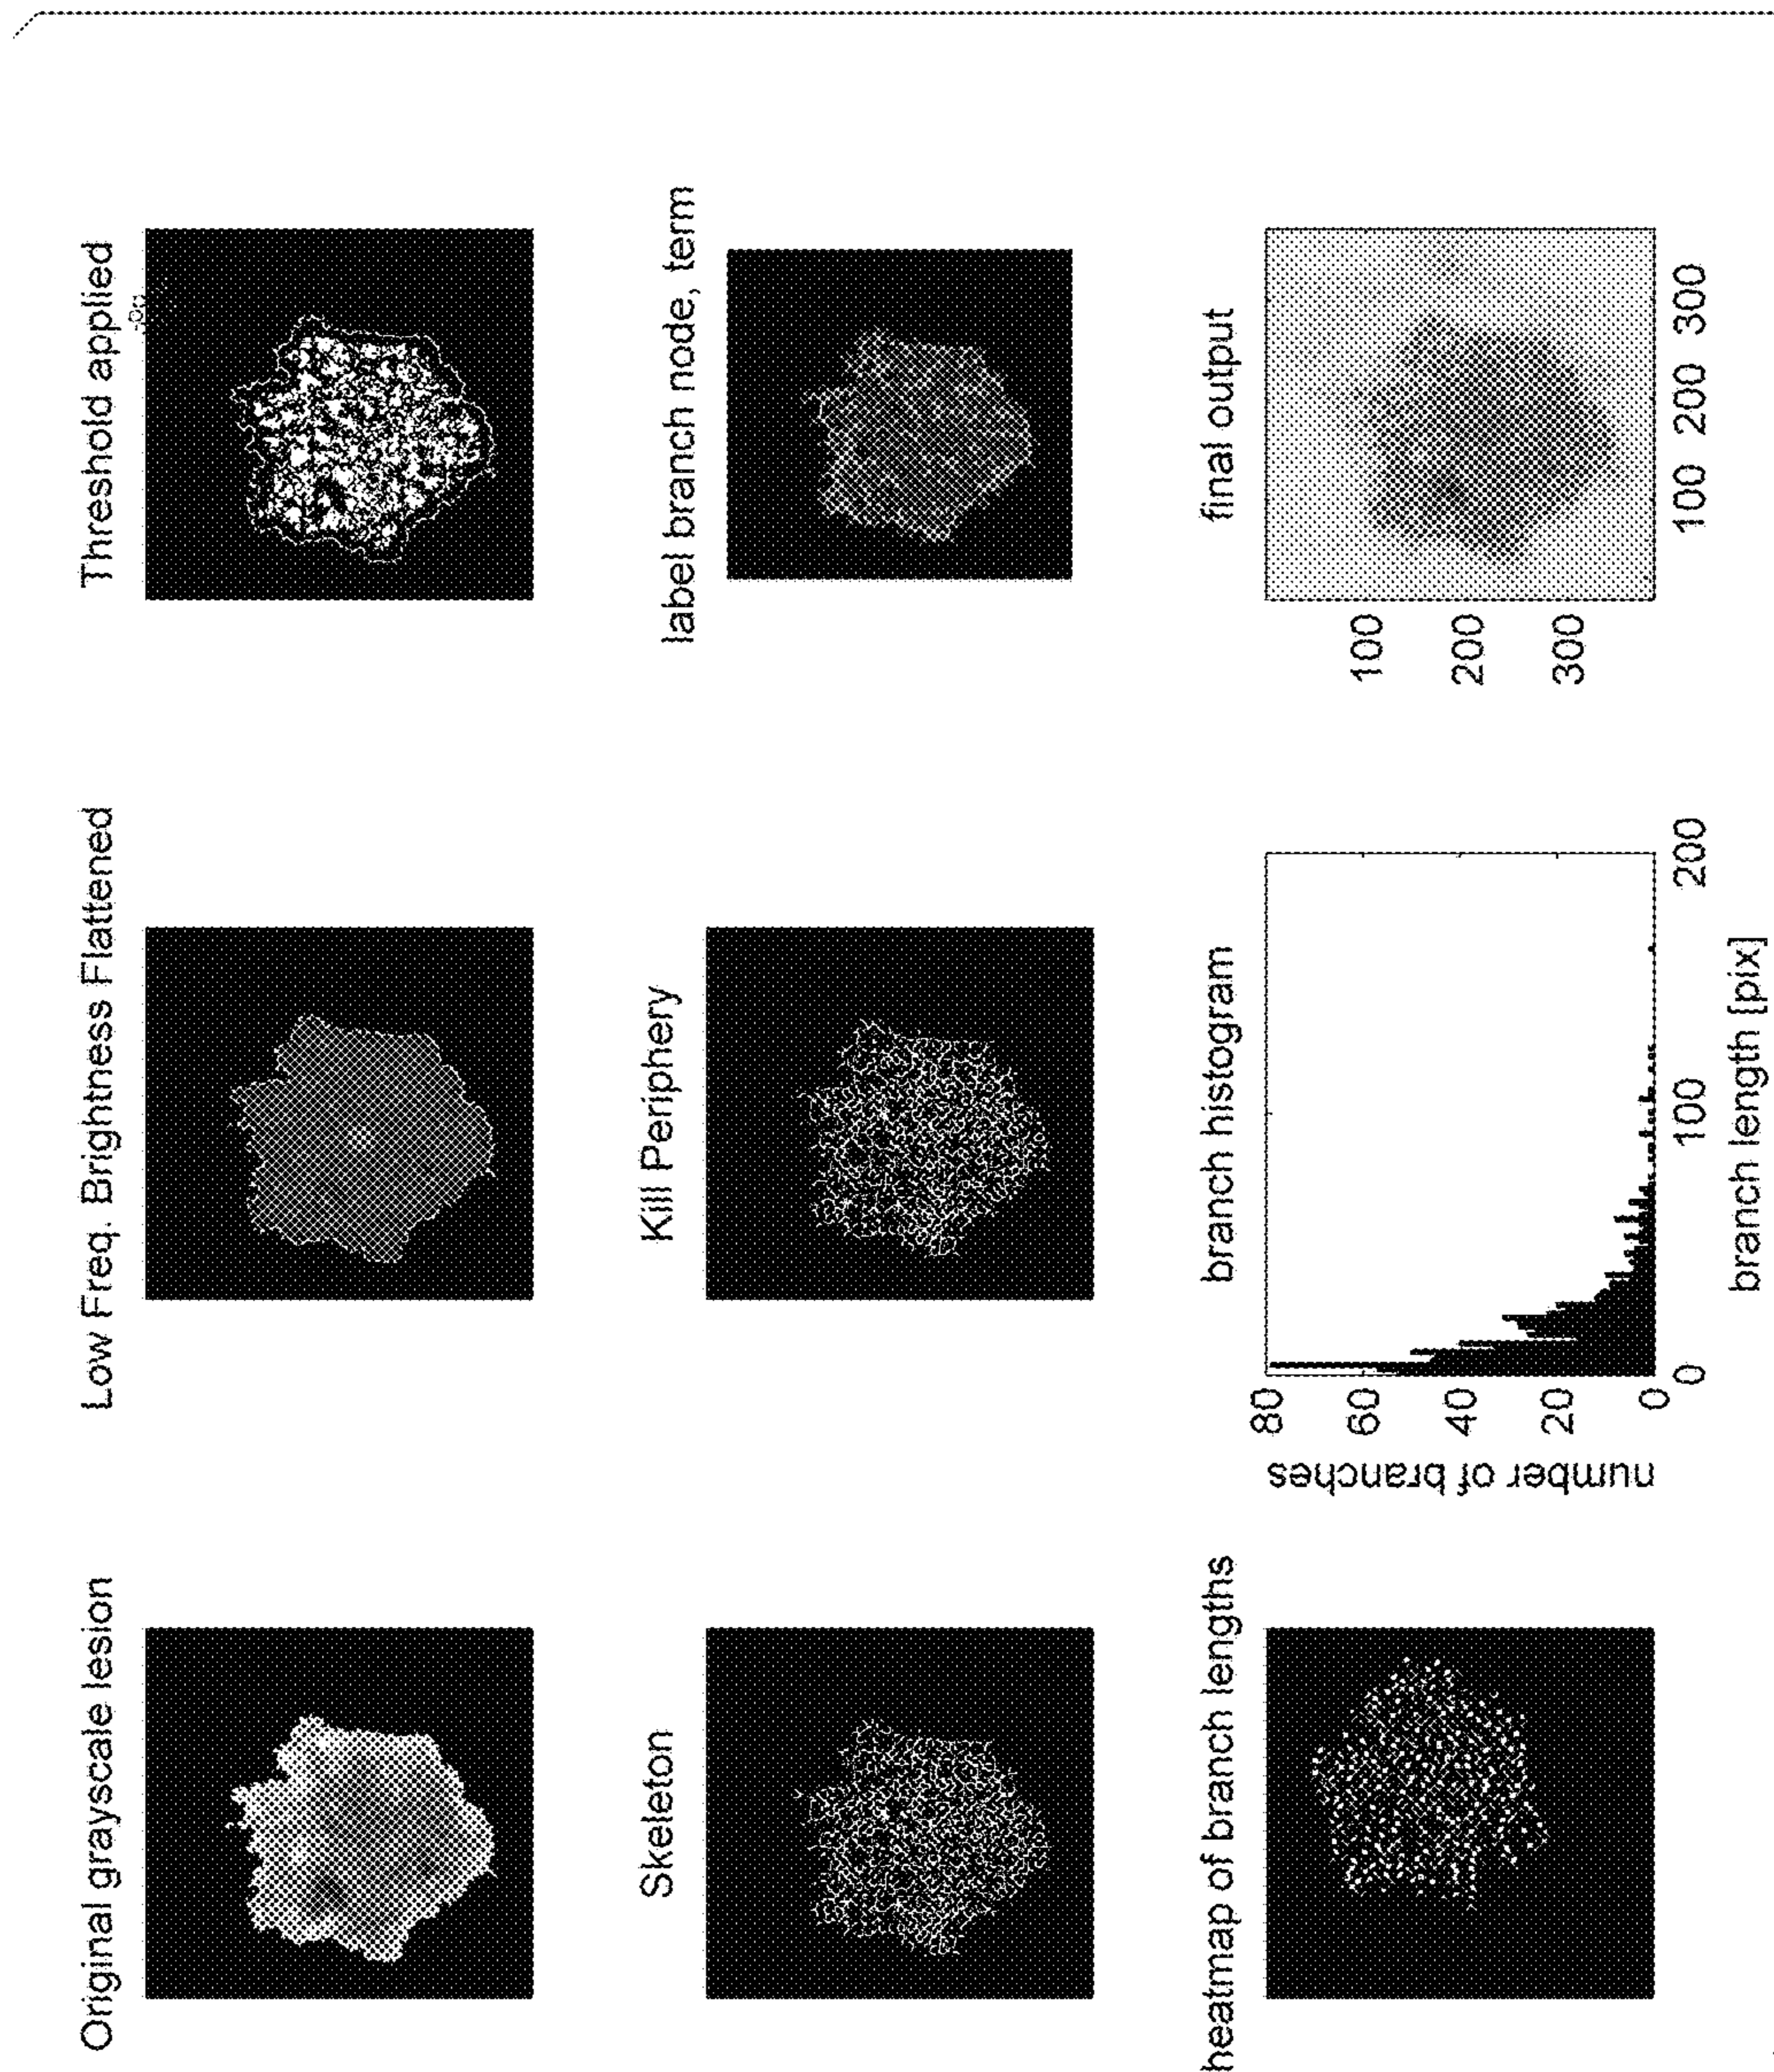 Original grayscale lesion
Low Freq. Brightness Flattened
Threshold applied
Skeleton
Kill Periphery
label branch node, term
heatmap of branch lengths
branch histogram
80
60
40
20
0
number of branches
0
100
200
branch length [pix]
final output
100
200
300
100
200
300